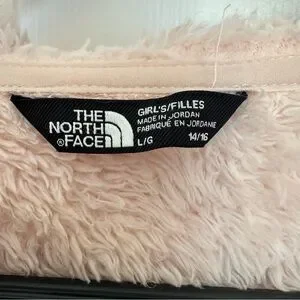 THE
NORTH
®FACE
GIRL'S/FILLES
MADE IN JORDAN
FABRIQUÉ EN JORDANIE
L/G 14/16